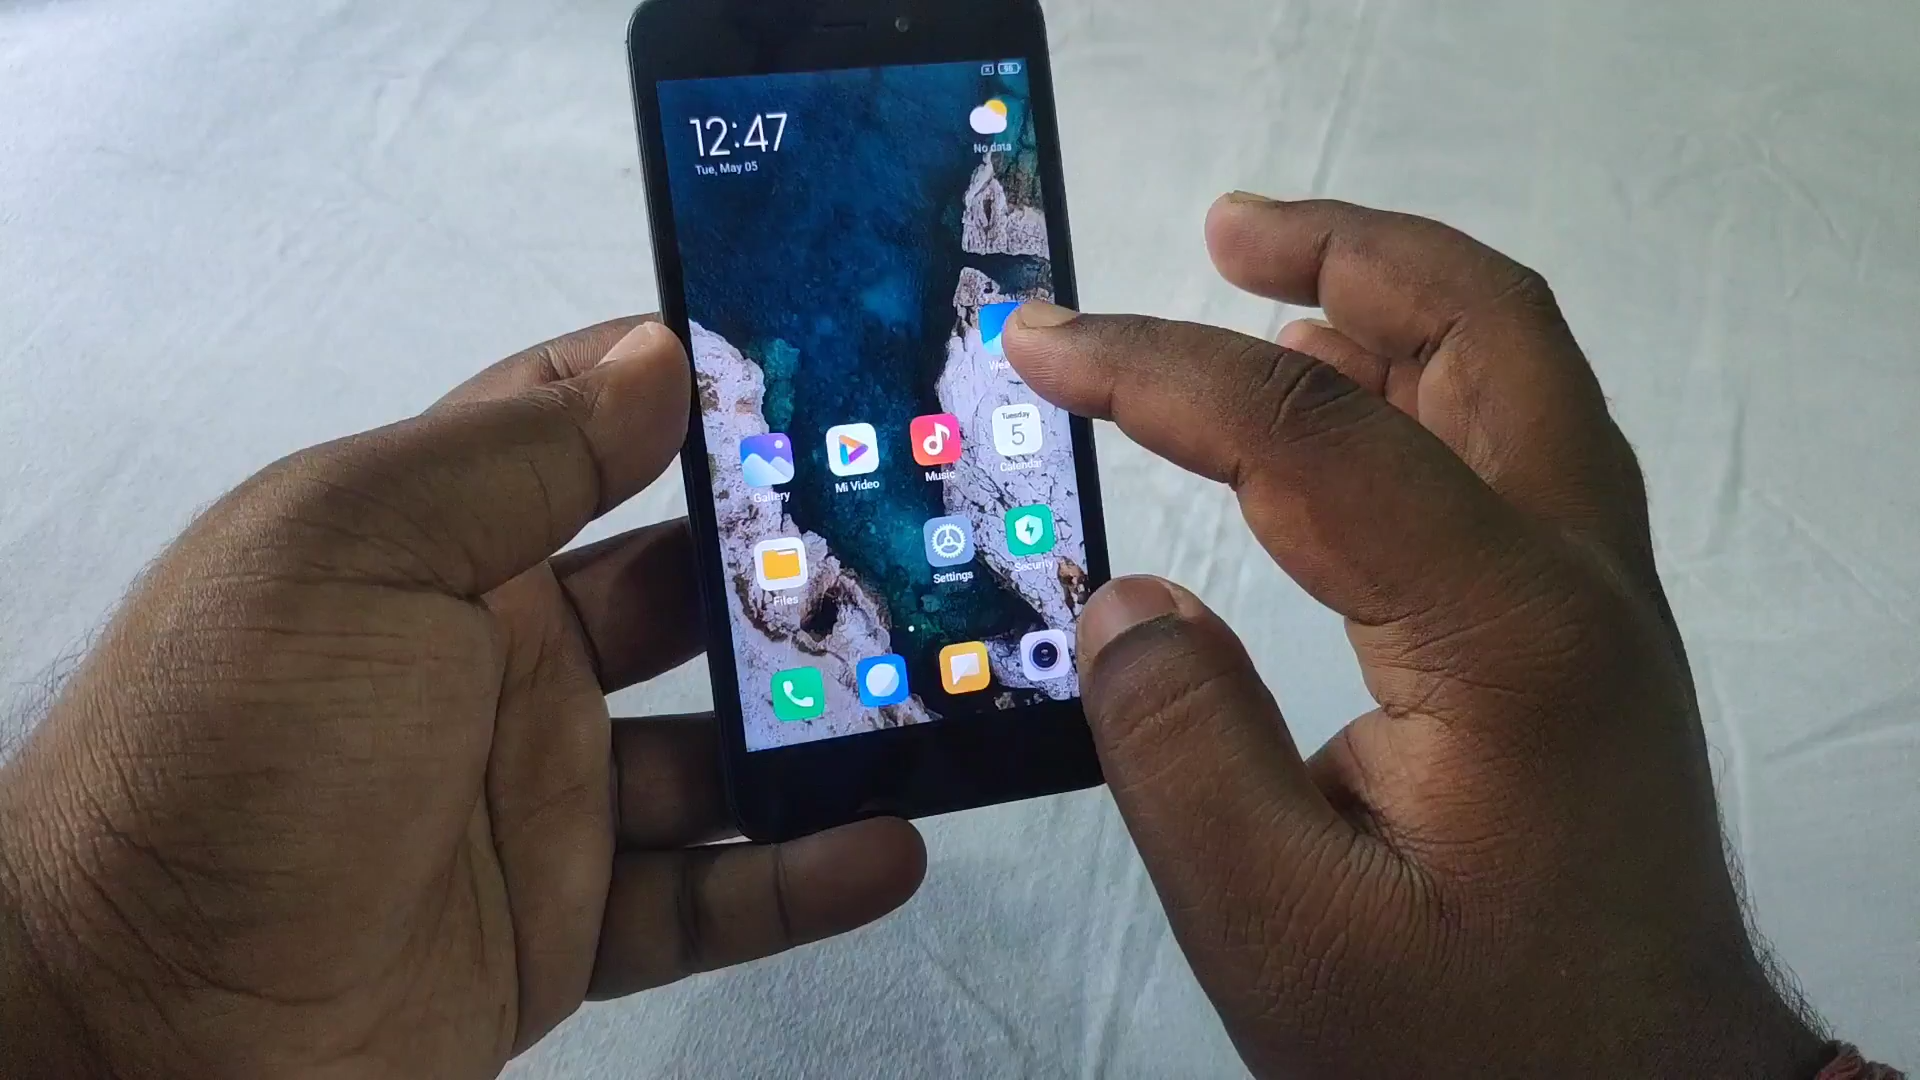 12:47
Tue, May 05
No data
Tuesday
5
Calendar
Gallery
Mi Video
Music
Files
Settings
Security